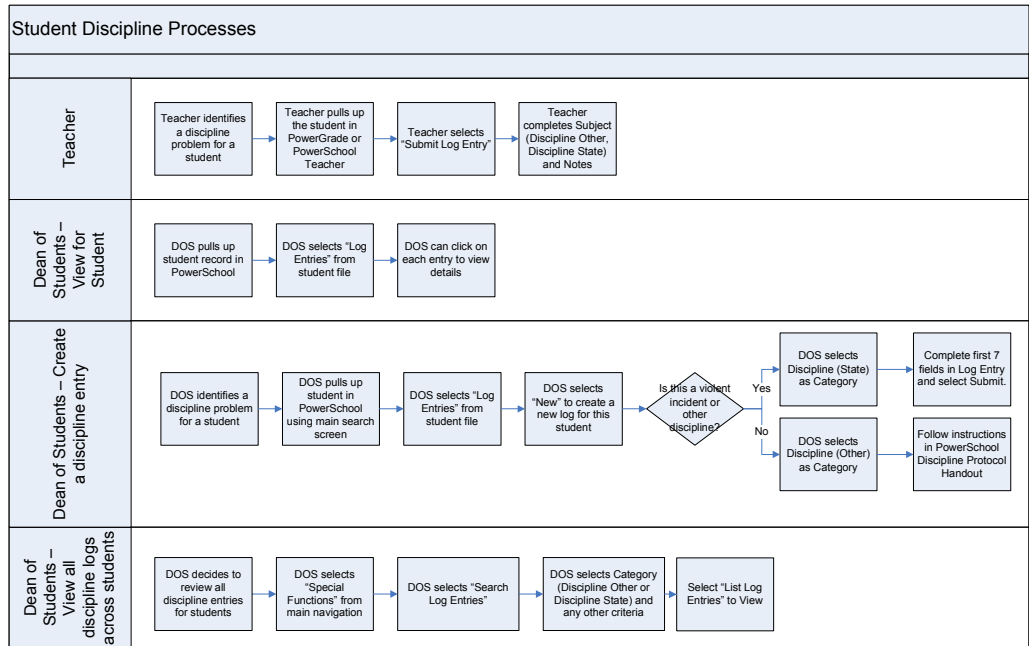 Student Discipline Processes
Teacher
Teacher identifies
a discipline
problem for a
student
Teacher pulls up
the student in
PowerGrade or
PowerSchool
Teacher
Teacher selects
“Submit Log Entry”
Teacher
completes Subject
(Discipline Other,
Discipline State)
and Notes
Dean of
Students –
View for
Student
DOS pulls up
student record in
PowerSchool
DOS selects “Log
Entries” from
student file
DOS can click on
each entry to view
details
Dean of Students – Create
a discipline entry
DOS identifies a
discipline problem
for a student
DOS pulls up
student in
PowerSchool
using main search
screen
DOS selects “Log
Entries” from
student file
DOS selects
“New” to create a
new log for this
student
Is this a violent
incident or
other
discipline?
Yes
DOS selects
Discipline (State)
as Category
Complete first 7
fields in Log Entry
and select Submit.
No
DOS selects
Discipline (Other)
as Category
Follow instructions
in PowerSchool
Discipline Protocol
Handout
Dean of
Students –
View all
discipline logs
across students
DOS decides to
review all
discipline entries
for students
DOS selects
“Special
Functions” from
main navigation
DOS selects “Search
Log Entries”
DOS selects Category
(Discipline Other or
Discipline State) and
any other criteria
Select “List Log
Entries” to View